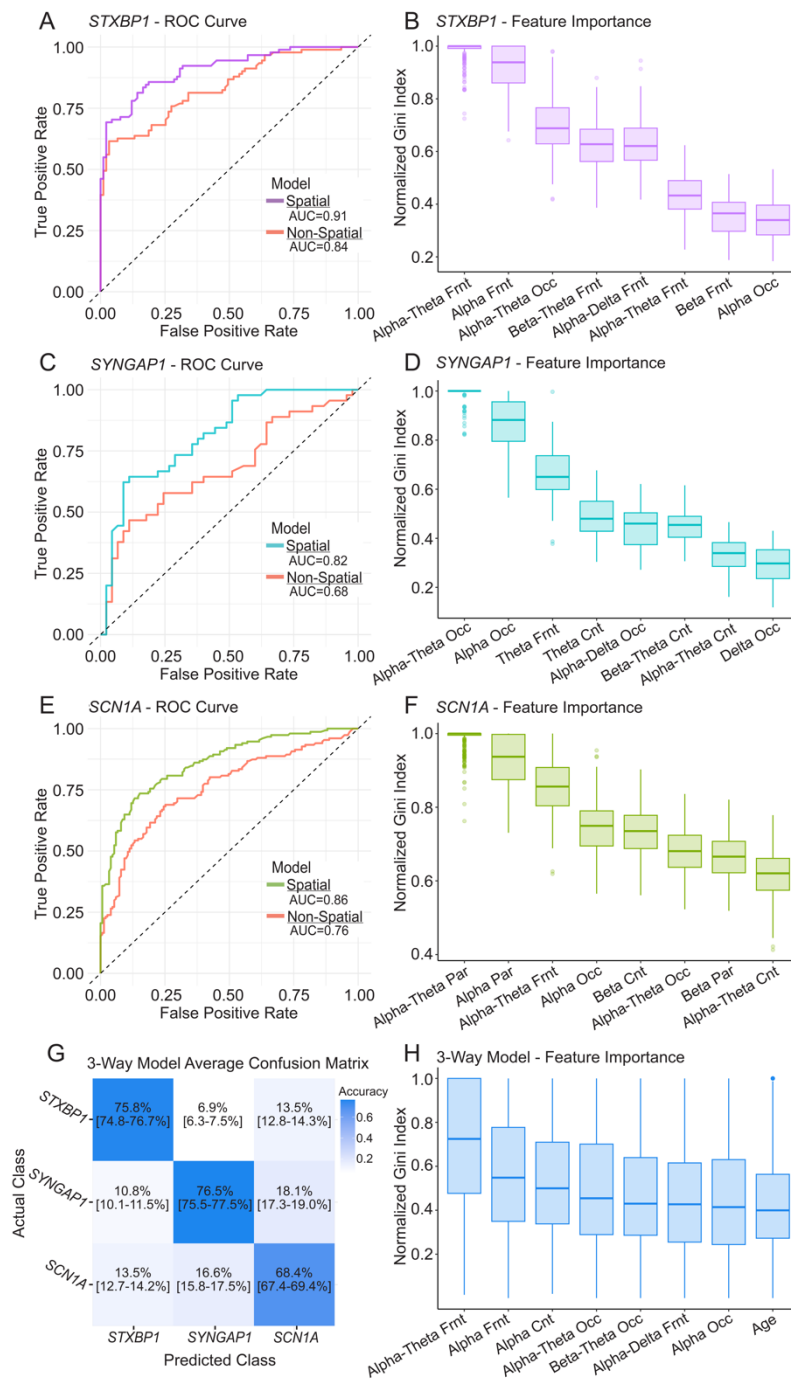 A
STXBP1 - ROC Curve
True Positive Rate
1.00
0.75
0.50
0.25
0.00
Model
Spatial
AUC=0.91
Non-Spatial
AUC=0.84
0.00 0.25 0.50 0.75 1.00
False Positive Rate
B
STXBP1 - Feature Importance
Normalized Gini Index
1.0
0.8
0.6
0.4
0.2
Alpha-Theta Frnt
Alpha Frnt
Alpha-Theta Occ
Beta-Theta Frnt
Alpha-Delta Frnt
Alpha-Theta Frnt
Beta Frnt
Alpha Occ
C
SYNGAP1 - ROC Curve
True Positive Rate
1.00
0.75
0.50
0.25
0.00
Model
Spatial
AUC=0.82
Non-Spatial
AUC=0.68
0.00 0.25 0.50 0.75 1.00
False Positive Rate
D
SYNGAP1 - Feature Importance
Normalized Gini Index
1.0
0.8
0.6
0.4
0.2
Alpha-Theta Occ
Alpha Occ
Theta Frnt
Theta Cnt
Alpha-Delta Occ
Beta-Theta Cnt
Alpha-Theta Cnt
Delta Occ
E
SCN1A - ROC Curve
True Positive Rate
1.00
0.75
0.50
0.25
0.00
Model
Spatial
AUC=0.86
Non-Spatial
AUC=0.76
0.00 0.25 0.50 0.75 1.00
False Positive Rate
F
SCN1A - Feature Importance
Normalized Gini Index
1.0
0.8
0.6
0.4
Alpha-Theta Par
Alpha Par
Alpha-Theta Frnt
Alpha Occ
Beta Cnt
Alpha-Theta Occ
Beta Par
Alpha-Theta Cnt
G
3-Way Model Average Confusion Matrix
Actual Class
STXBP1
75.8% 6.9% 13.5%
[74.8-76.7%] [6.3-7.5%] [12.8-14.3%]
SYNGAP1
10.8% 76.5% 18.1%
[10.1-11.5%] [75.5-77.5%] [17.3-19.0%]
SCN1A
13.5% 16.6% 68.4%
[12.7-14.2%] [15.8-17.5%] [67.4-69.4%]
STXBP1 SYNGAP1 SCN1A
Predicted Class
Accuracy
0.6
0.4
0.2
H
3-Way Model - Feature Importance
Normalized Gini Index
1.0
0.8
0.6
0.4
0.2
Alpha-Theta Frnt
Alpha Frnt
Alpha Cnt
Alpha-Theta Occ
Beta-Theta Occ
Alpha-Delta Frnt
Alpha Occ
Age